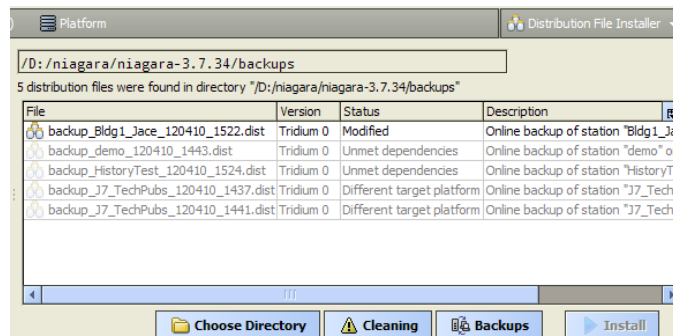 Platform
Distribution File Installer
/D:/niagara/niagara-3.7.34/backups
5 distribution files were found in directory "/D:/niagara/niagara-3.7.34/backups"
File Version Status Description
backup_Bldg1_Jace_120410_1522.dist Tridium 0 Modified Online backup of station "Bldg1_Ja
backup_demo_120410_1443.dist Tridium 0 Unmet dependencies Online backup of station "demo" o
backup_HistoryTest_120410_1524.dist Tridium 0 Unmet dependencies Online backup of station "HistoryT
backup_J7_TechPubs_120410_1437.dist Tridium 0 Different target platform Online backup of station "J7_Tech
backup_J7_TechPubs_120410_1441.dist Tridium 0 Different target platform Online backup of station "J7_Tech
Choose Directory Cleaning Backups Install